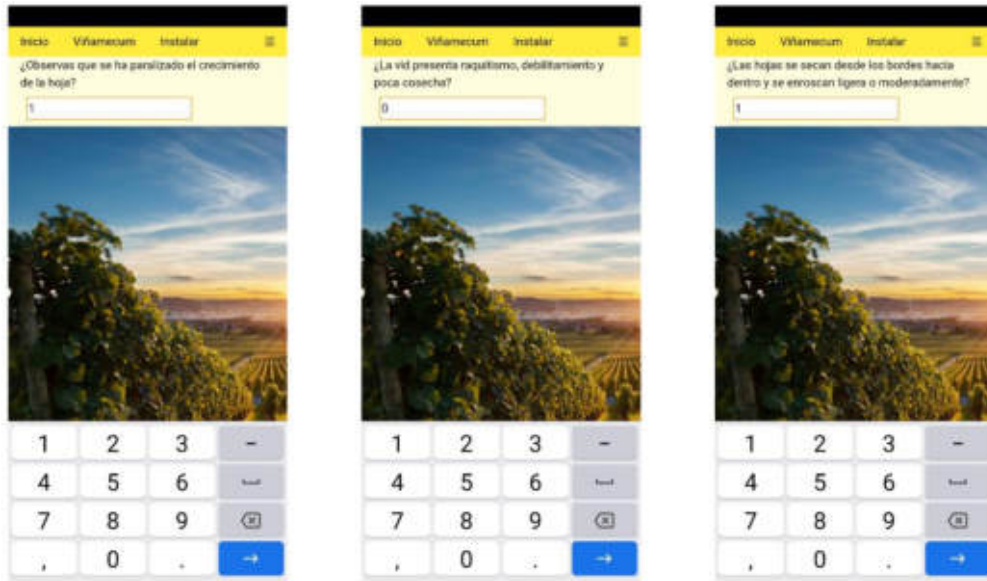 Inicio Viñamecum Instalar ≡
¿Observas que se ha paralizado el crecimiento
de la hoja?
1
1 2 3 -
4 5 6
7 8 9
, 0 .
Inicio Viñamecum Instalar ≡
¿La vid presenta raquitismo, debilitamiento y
poca cosecha?
0
1 2 3 -
4 5 6
7 8 9
, 0 .
Inicio Viñamecum Instalar ≡
¿Las hojas se secan desde los bordes hacia
dentro y se enroscan ligera o moderadamente?
1
1 2 3 -
4 5 6
7 8 9
, 0 .